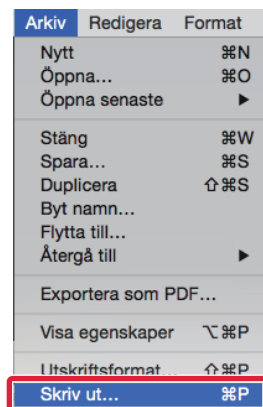 Arkiv Redigera Format
Nytt ⌘N
Öppna... ⌘O
Öppna senaste ▶
Stäng ⌘W
Spara... ⌘S
Duplicera ⇧⌘S
Byt namn...
Flytta till...
Återgå till ▶
Exportera som PDF...
Visa egenskaper ⌥⌘P
Utskriftsformat... ⇧⌘P
Skriv ut... ⌘P